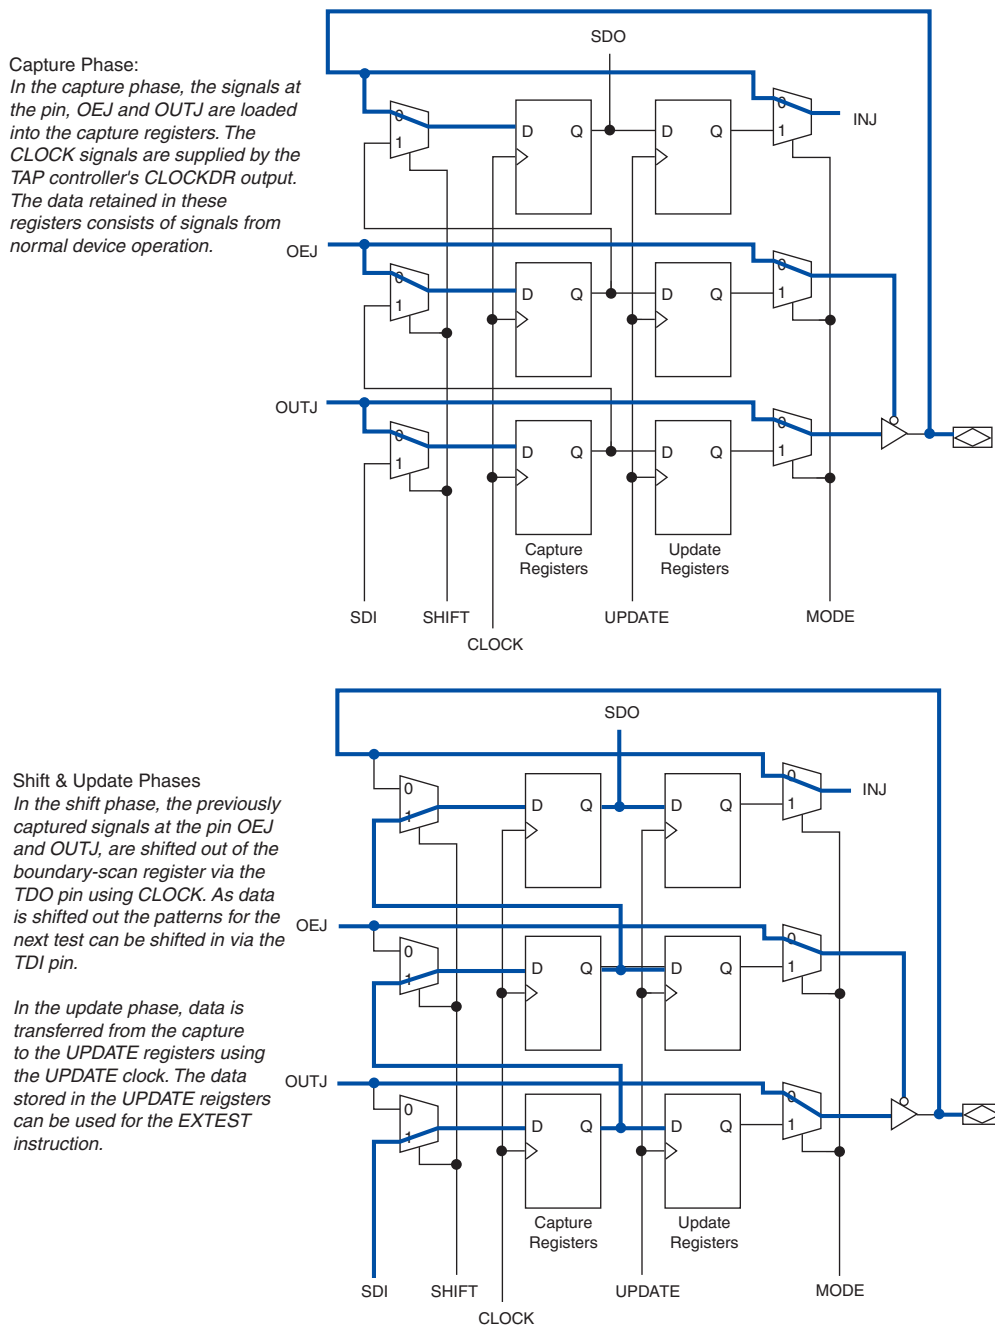 Capture Phase:
In the capture phase, the signals at
the pin, OEJ and OUTJ are loaded
into the capture registers. The
CLOCK signals are supplied by the
TAP controller's CLOCKDR output.
The data retained in these
registers consists of signals from
normal device operation.
SDO
0
1
D Q
D Q
0
1
INJ
OEJ
0
1
D Q
D Q
0
1
OUTJ
0
1
D Q
D Q
0
1
Capture
Registers
Update
Registers
SDI
SHIFT
CLOCK
UPDATE
MODE
Shift & Update Phases
In the shift phase, the previously
captured signals at the pin OEJ
and OUTJ, are shifted out of the
boundary-scan register via the
TDO pin using CLOCK. As data
is shifted out the patterns for the
next test can be shifted in via the
TDI pin.
In the update phase, data is
transferred from the capture
to the UPDATE registers using
the UPDATE clock. The data
stored in the UPDATE reigsters
can be used for the EXTEST
instruction.
SDO
0
1
D Q
D Q
0
1
INJ
OEJ
0
1
D Q
D Q
0
1
OUTJ
0
1
D Q
D Q
0
1
Capture
Registers
Update
Registers
SDI
SHIFT
CLOCK
UPDATE
MODE